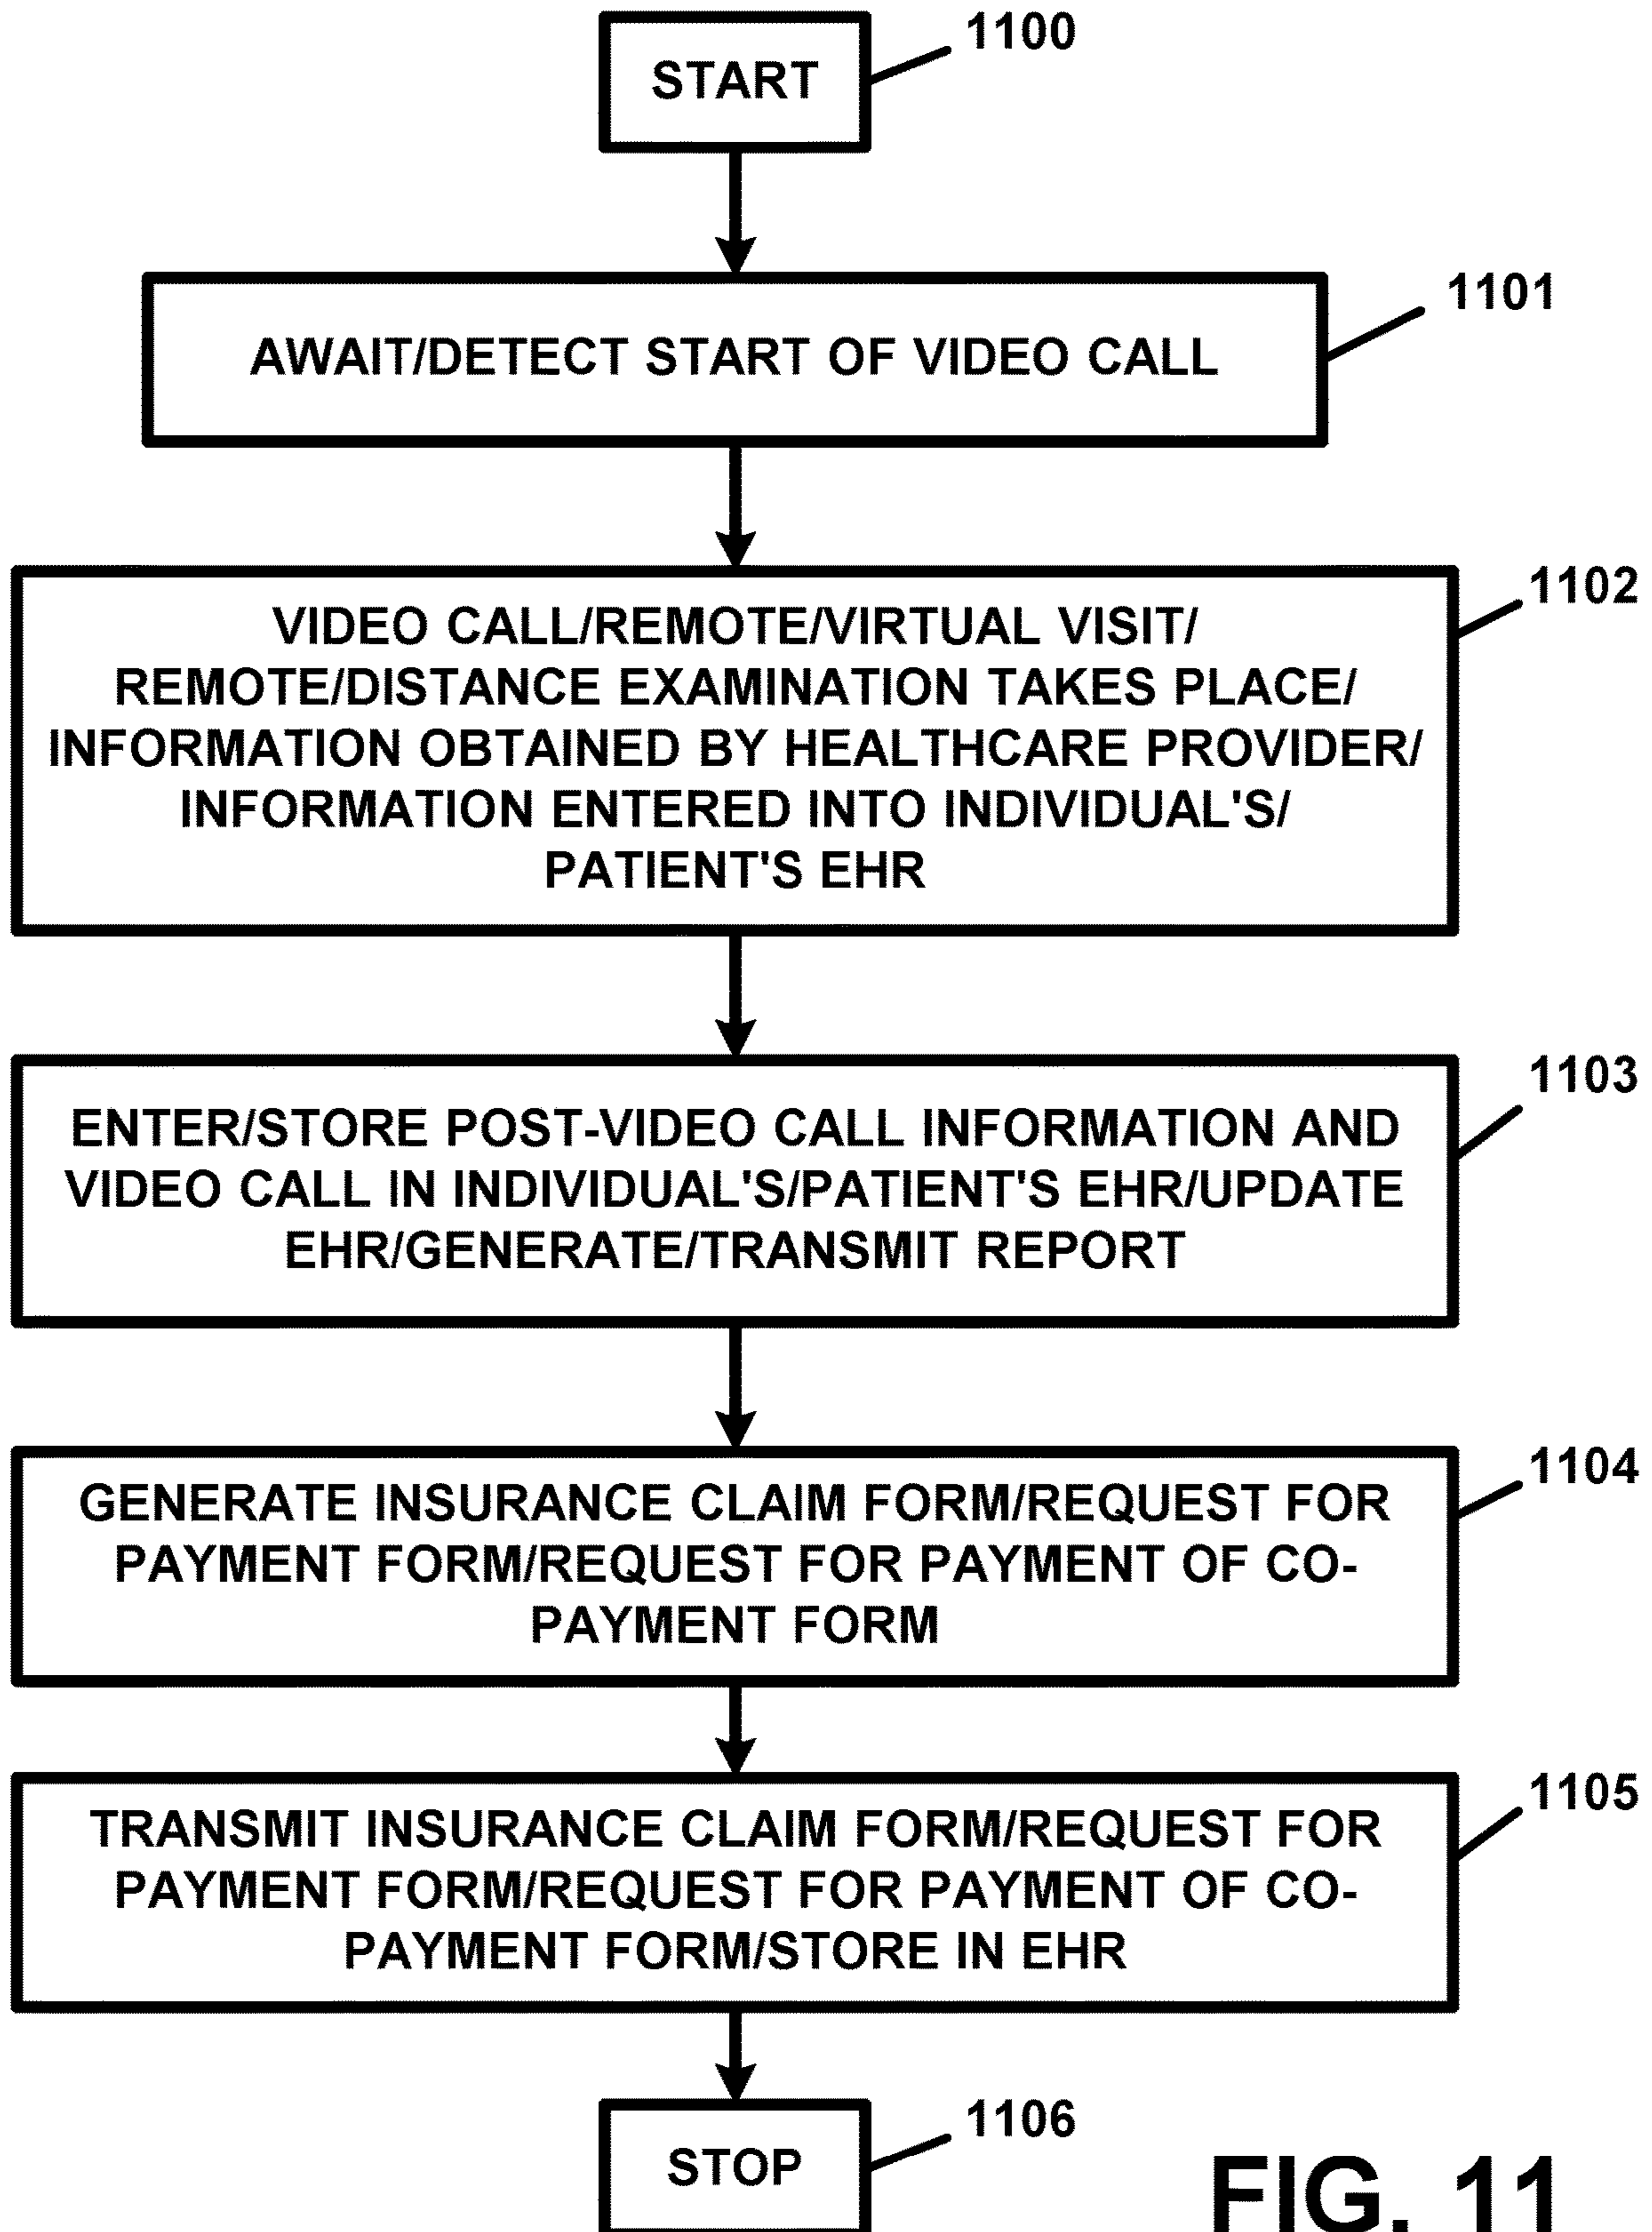 1100
START
1101
AWAIT/DETECT START OF VIDEO CALL
1102
VIDEO CALL/REMOTE/VIRTUAL VISIT/
REMOTE/DISTANCE EXAMINATION TAKES PLACE/
INFORMATION OBTAINED BY HEALTHCARE PROVIDER/
INFORMATION ENTERED INTO INDIVIDUAL'S/
PATIENT'S EHR
1103
ENTER/STORE POST-VIDEO CALL INFORMATION AND
VIDEO CALL IN INDIVIDUAL'S/PATIENT'S EHR/UPDATE
EHR/GENERATE/TRANSMIT REPORT
1104
GENERATE INSURANCE CLAIM FORM/REQUEST FOR
PAYMENT FORM/REQUEST FOR PAYMENT OF CO-
PAYMENT FORM
1105
TRANSMIT INSURANCE CLAIM FORM/REQUEST FOR
PAYMENT FORM/REQUEST FOR PAYMENT OF CO-
PAYMENT FORM/STORE IN EHR
1106
STOP
FIG. 11